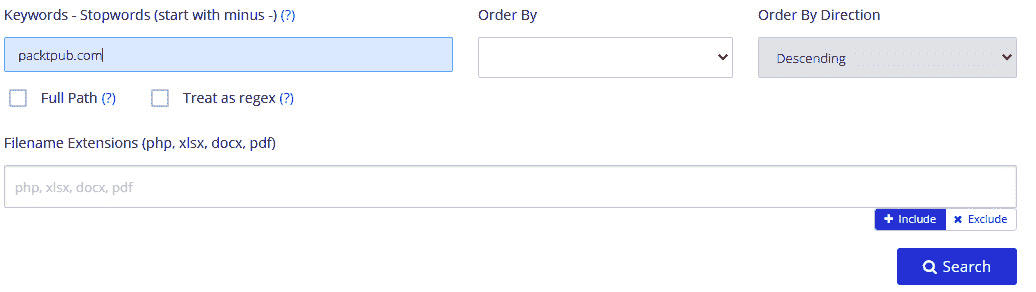 Keywords - Stopwords (start with minus -) (?)
Order By
Order By Direction
packtpub.com
Descending
Full Path (?)
Treat as regex (?)
Filename Extensions (php, xlsx, docx, pdf)
php, xlsx, docx, pdf
Include
Exclude
Search